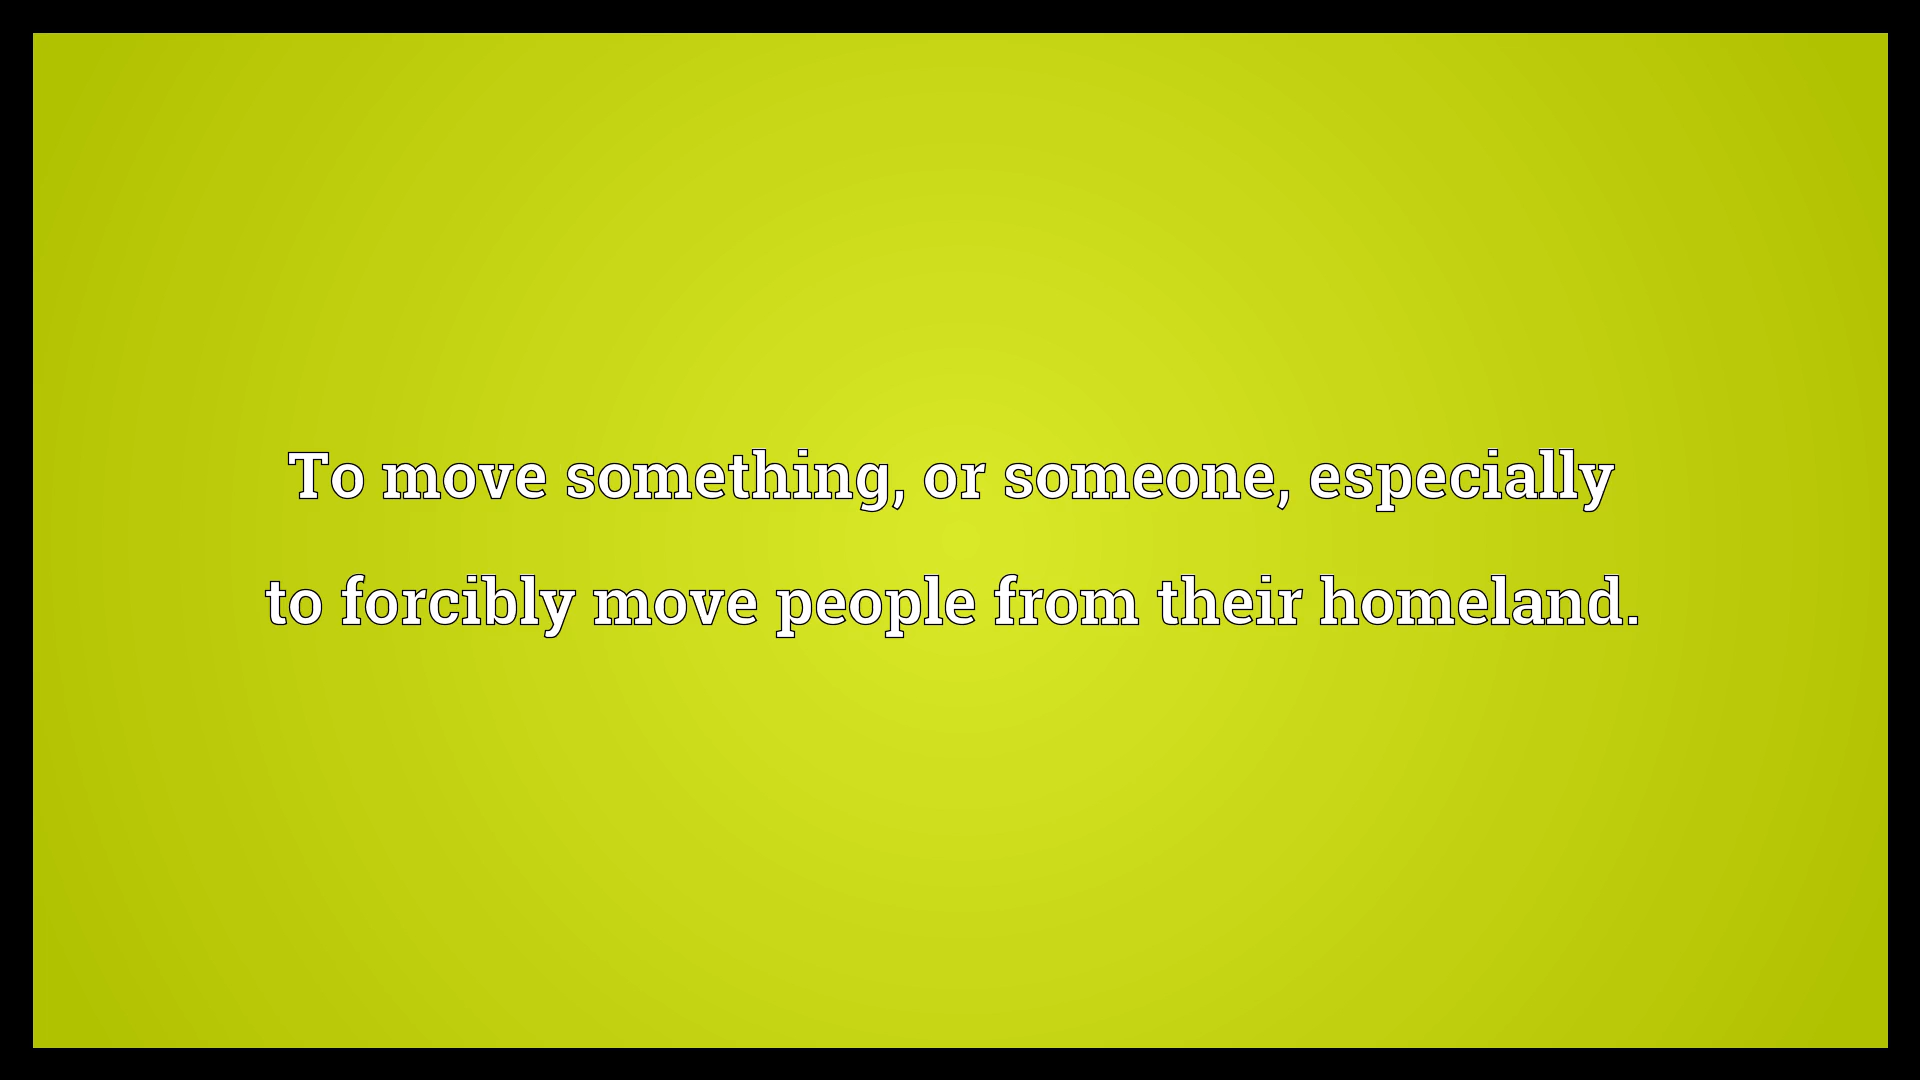 To move something, or someone, especially
to forcibly move people from their homeland.